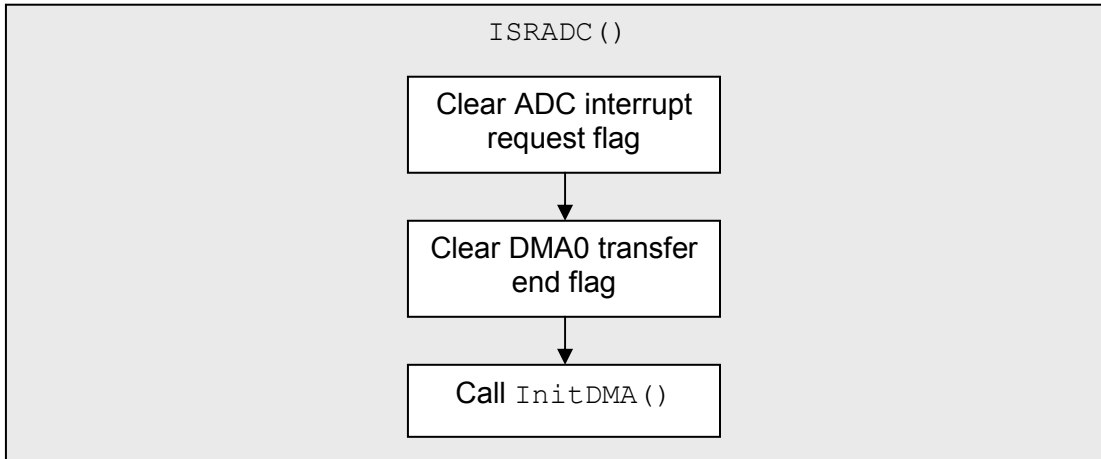 ISRADC()
Clear ADC interrupt
request flag
Clear DMA0 transfer
end flag
Call InitDMA()